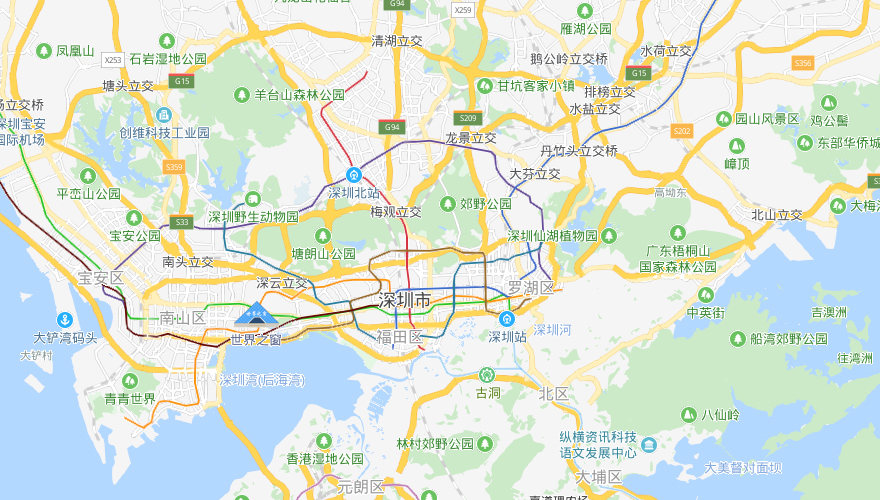 G94
X259
雁湖公园
清湖立交
凤凰山
石岩湿地公园
X253
鹅公岭立交桥
水荷立交
S356
G15
塘头立交
羊台山森林公园
甘坑客家小镇
G15
排榜立交
水盐立交
场立交桥
深圳宝安
国际机场
创维科技工业园
G94
S209
龙景立交
S202
园山风景区
鸡公髻
S359
丹竹头立交桥
嶂顶
东部华侨城
平峦山公园
深圳北站
大芬立交
高坳东
S33
深圳野生动物园
梅观立交
郊野公园
北山立交
大梅沙
宝安公园
塘朗山公园
深圳仙湖植物园
广东梧桐山
国家森林公园
南头立交
宝安区
深云立交
深圳市
罗湖区
中英街
吉澳洲
大铲湾码头
南山区
世界之窗
福田区
深圳站
深圳河
船湾郊野公园
大铲村
往湾洲
深圳湾(后海湾)
古洞
北区
青青世界
八仙岭
香港湿地公园
林村郊野公园
纵横资讯科技
语文发展中心
大美督对面坝
元朗区
大埔区